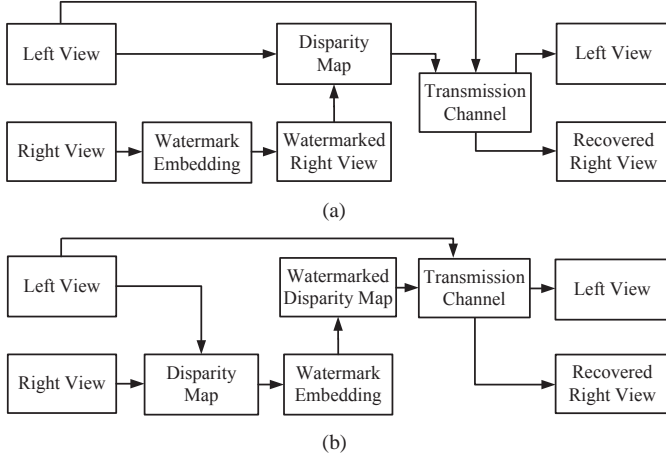 Left View
Disparity
Map
Left View
Transmission
Channel
Right View
Watermark
Embedding
Watermarked
Right View
Recovered
Right View
(a)
Left View
Watermarked
Disparity Map
Transmission
Channel
Left View
Right View
Disparity
Map
Watermark
Embedding
Recovered
Right View
(b)